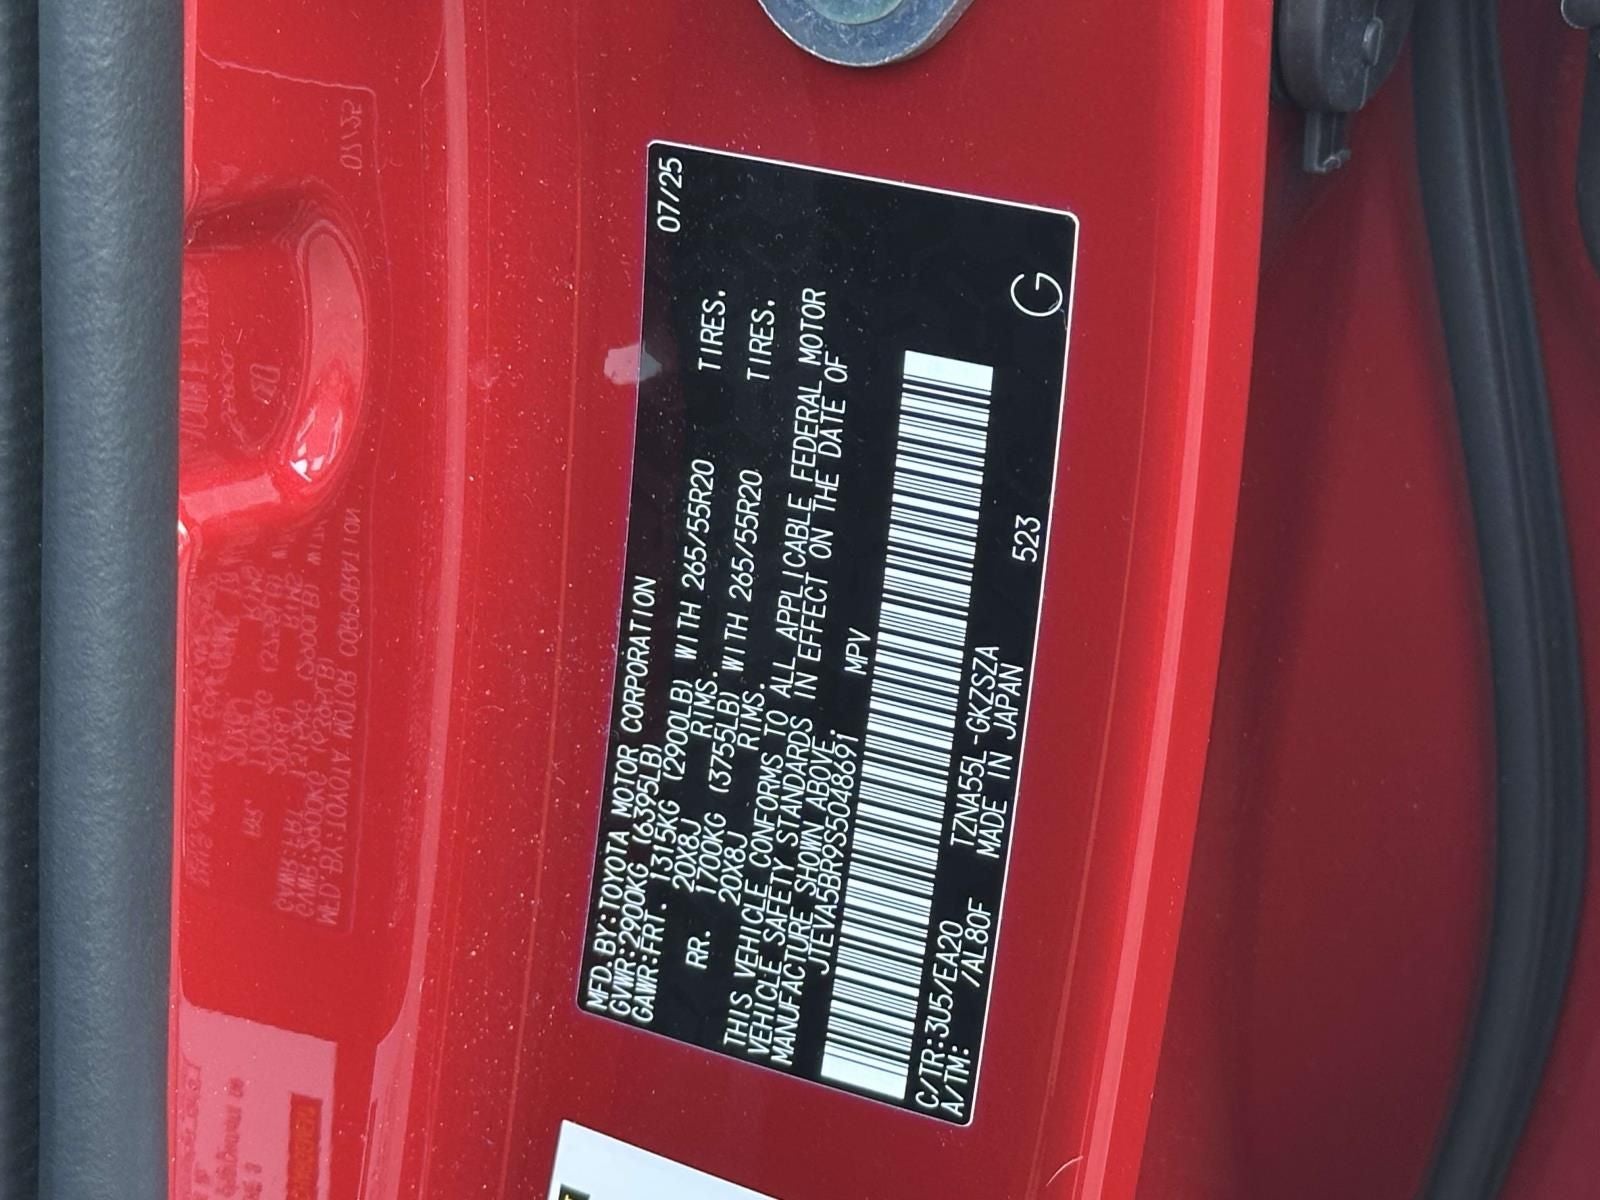 07/25
MFD.BY:TOYOTA MOTOR CORPORATION
GVWR:2900KG (6395LB)
GAWR:FRT. 1315KG (2900LB) WITH 265/55R20 TIRES.
20X8J RIMS.
RR. 1700KG (3755LB) WITH 265/55R20 TIRES.
20X8J RIMS.
THIS VEHICLE CONFORMS TO ALL APPLICABLE FEDERAL MOTOR
VEHICLE SAFETY STANDARDS IN EFFECT ON THE DATE OF
MANUFACTURE SHOWN ABOVE.
JTEVA5BR9S5048691 MPV
C/TR:3U5/EA20 TZNA55L-GKZSZA
A/TM: /AL80F MADE IN JAPAN 523
G